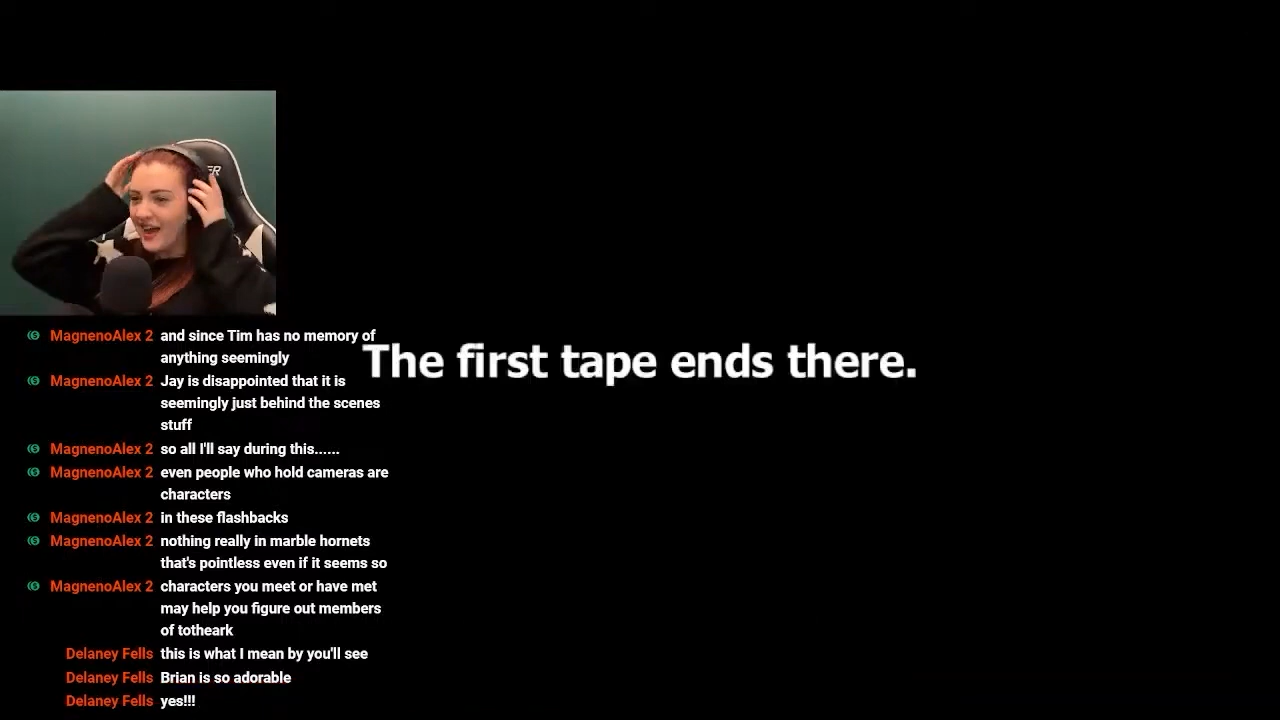 MagnenoAlex 2 and since Tim has no memory of
anything seemingly
MagnenoAlex 2 Jay is disappointed that it is
seemingly just behind the scenes
stuff
MagnenoAlex 2 so all I'll say during this......
MagnenoAlex 2 even people who hold cameras are
characters
MagnenoAlex 2 in these flashbacks
MagnenoAlex 2 nothing really in marble hornets
that's pointless even if it seems so
MagnenoAlex 2 characters you meet or have met
may help you figure out members
of totheark
Delaney Fells this is what I mean by you'll see
Delaney Fells Brian is so adorable
Delaney Fells yes!!!
The first tape ends there.